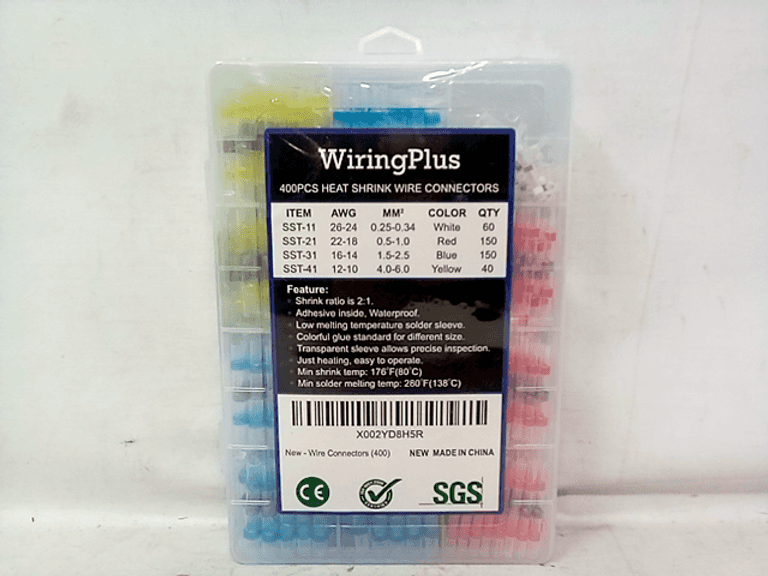 WiringPlus
400PCS HEAT SHRINK WIRE CONNECTORS
ITEM AWG MM² COLOR QTY
SST-11 26-24 0.25-0.34 White 60
SST-21 22-18 0.5-1.0 Red 150
SST-31 16-14 1.5-2.5 Blue 150
SST-41 12-10 4.0-6.0 Yellow 40
Feature:
· Shrink ratio is 2:1.
· Adhesive inside, Waterproof.
· Low melting temperature solder sleeve.
· Colorful glue standard for different size.
· Transparent sleeve allows precise inspection.
· Just heating, easy to operate.
· Min shrink temp: 176°F(80°C)
· Min solder melting temp: 260°F(138°C)
X002YD8H5R
New - Wire Connectors (400) NEW MADE IN CHINA
CE SGS